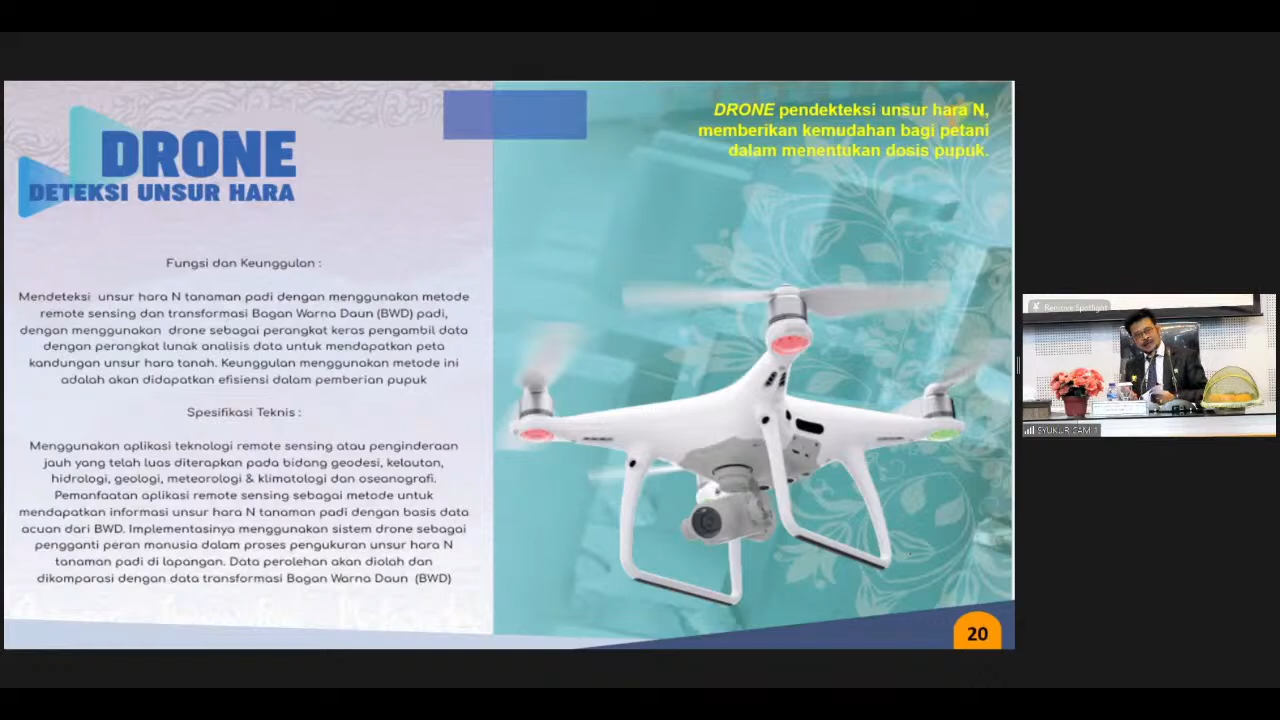 DRONE
DETEKSI UNSUR HARA
Fungsi dan Keunggulan :
Mendeteksi unsur hara N tanaman padi dengan menggunakan metode
remote sensing dan transformasi Bagan Warna Daun (BWD) padi,
dengan menggunakan drone sebagai perangkat keras pengambil data
dengan perangkat lunak analisis data untuk mendapatkan peta
kandungan unsur hara tanah. Keunggulan menggunakan metode ini
adalah akan didapatkan efisiensi dalam pemberian pupuk
Spesifikasi Teknis :
Menggunakan aplikasi teknologi remote sensing atau penginderaan
jauh yang telah luas diterapkan pada bidang geodesi, kelautan,
hidrologi, geologi, meteorologi & klimatologi dan oseanografi.
Pemanfaatan aplikasi remote sensing sebagai metode untuk
mendapatkan informasi unsur hara N tanaman padi dengan basis data
acuan dari BWD. Implementasinya menggunakan sistem drone sebagai
pengganti peran manusia dalam proses pengukuran unsur hara N
tanaman padi di lapangan. Data perolehan akan diolah dan
dikomparasi dengan data transformasi Bagan Warna Daun (BWD)
DRONE pendekteksi unsur hara N,
memberikan kemudahan bagi petani
dalam menentukan dosis pupuk.
20
Remove Spotlight
SYUKUR CAM 1